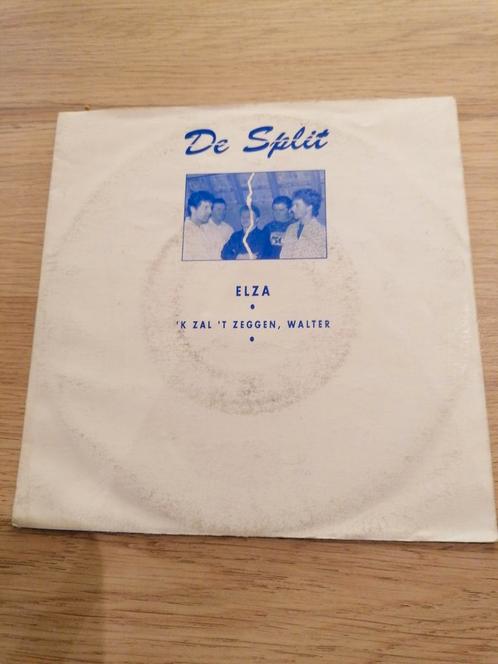 De Split
ELZA
'K ZAL 'T ZEGGEN, WALTER